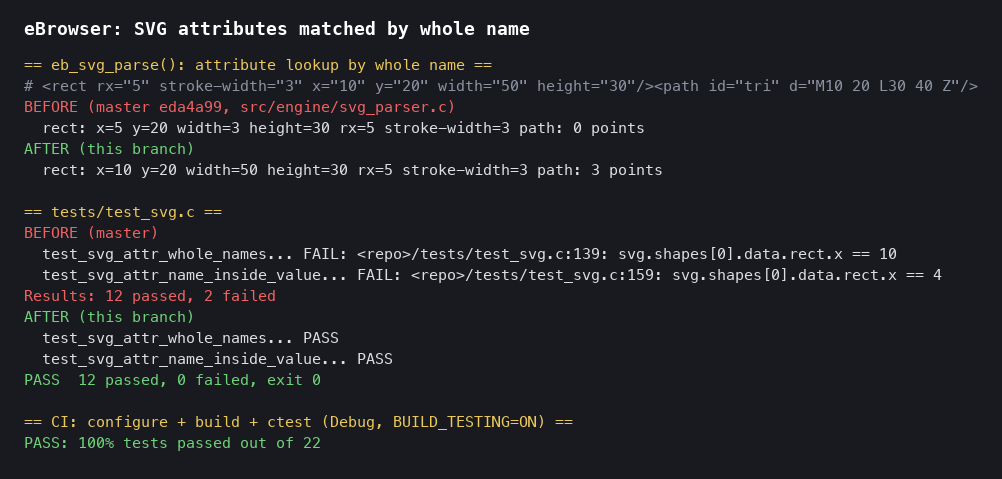 eBrowser: SVG attributes matched by whole name
== eb_svg_parse(): attribute lookup by whole name ==
# <rect rx="5" stroke-width="3" x="10" y="20" width="50" height="30"/><path id="tri" d="M10 20 L30 40 Z"/>
BEFORE (master eda4a99, src/engine/svg_parser.c)
rect: x=5 y=20 width=3 height=30 rx=5 stroke-width=3 path: 0 points
AFTER (this branch)
rect: x=10 y=20 width=50 height=30 rx=5 stroke-width=3 path: 3 points
== tests/test_svg.c ==
BEFORE (master)
test_svg_attr_whole_names... FAIL: <repo>/tests/test_svg.c:139: svg.shapes[0].data.rect.x == 10
test_svg_attr_name_inside_value... FAIL: <repo>/tests/test_svg.c:159: svg.shapes[0].data.rect.x == 4
Results: 12 passed, 2 failed
AFTER (this branch)
test_svg_attr_whole_names... PASS
test_svg_attr_name_inside_value... PASS
PASS  12 passed, 0 failed, exit 0
== CI: configure + build + ctest (Debug, BUILD_TESTING=ON) ==
PASS: 100% tests passed out of 22